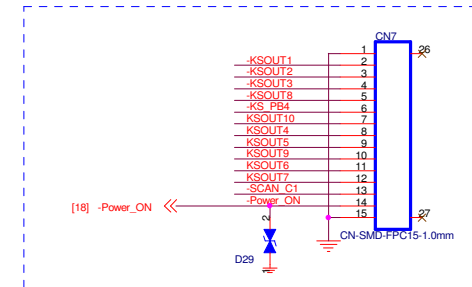 CN7
1 26
-KSOUT1 2
-KSOUT2 3
-KSOUT3 4
-KSOUT8 5
-KS_PB4 6
KSOUT10 7
KSOUT4 8
KSOUT5 9
KSOUT9 10
KSOUT6 11
KSOUT7 12
-SCAN_C1 13
-Power_ON 14
[18] -Power_ON
15 27
2
CN-SMD-FPC15-1.0mm
D29